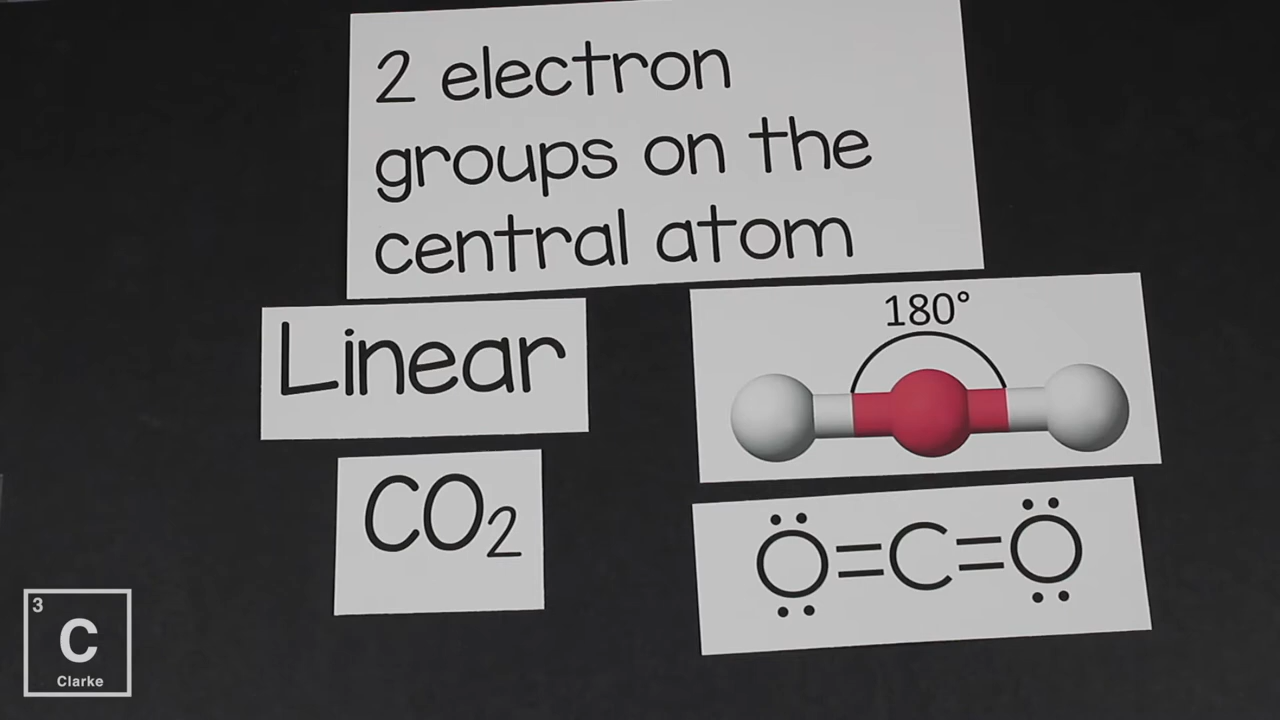 2 electron
groups on the
central atom
Linear
180°
CO₂
O=C=O
3
C
Clarke